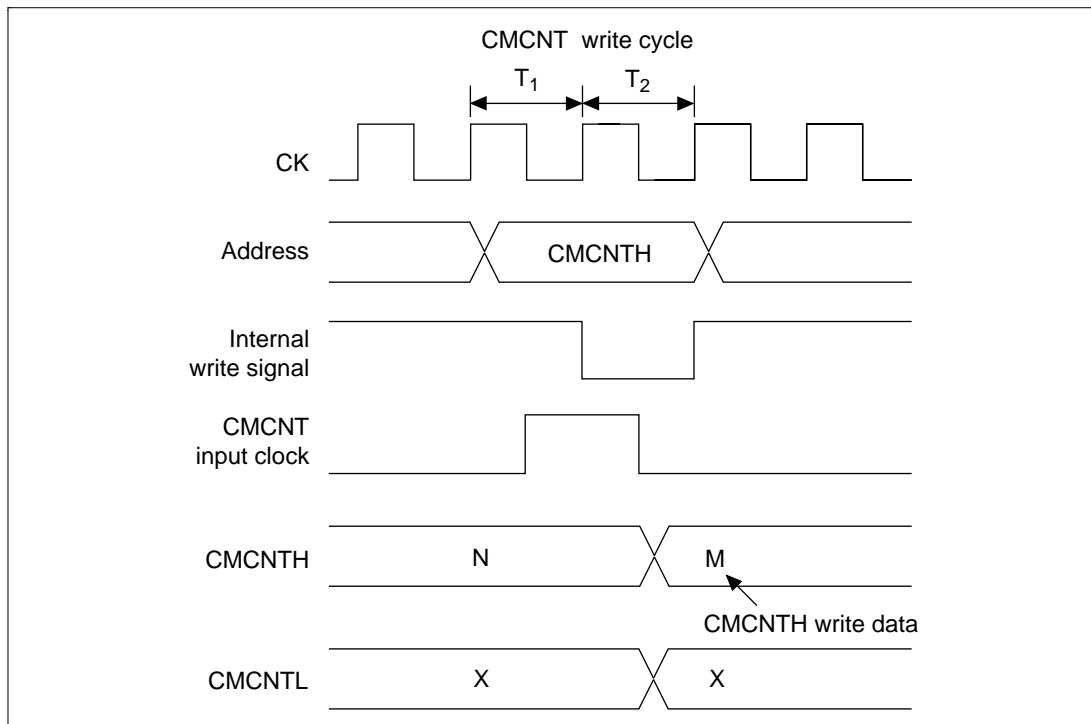 CMCNT write cycle
T1 T2
CK
Address
CMCNTH
Internal
write signal
CMCNT
input clock
CMCNTH
N
M
CMCNTH write data
CMCNTL
X
X